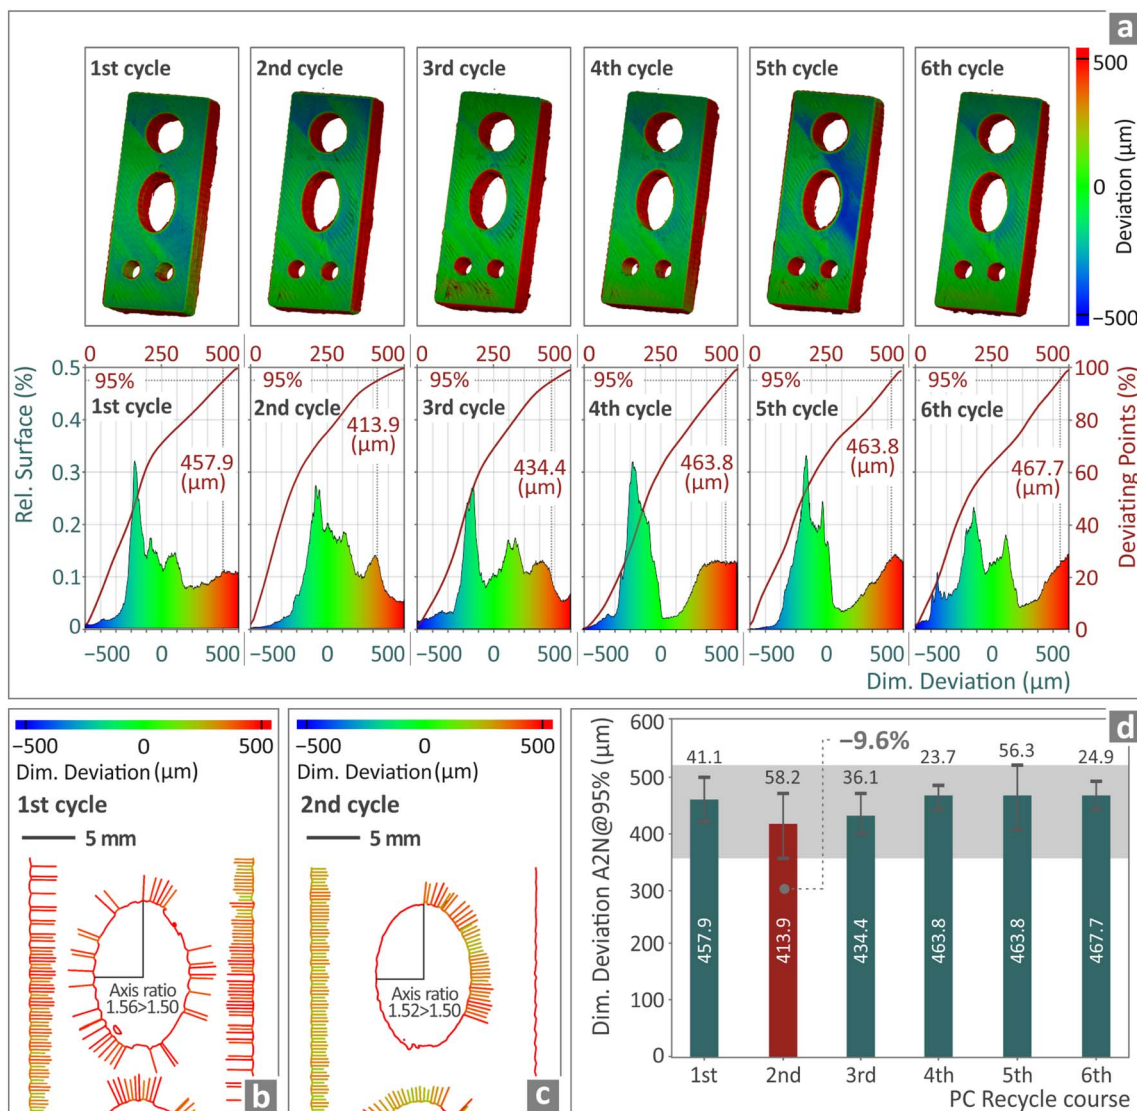 a
1st cycle
2nd cycle
3rd cycle
4th cycle
5th cycle
6th cycle
500
0
−500
Deviation (µm)
0 250 500
0 250 500
0 250 500
0 250 500
0 250 500
0 250 500
Rel. Surface (%)
0.5
0.4
0.3
0.2
0.1
0
95%
1st cycle
457.9
(µm)
95%
2nd cycle
413.9
(µm)
95%
3rd cycle
434.4
(µm)
95%
4th cycle
463.8
(µm)
95%
5th cycle
463.8
(µm)
95%
6th cycle
467.7
(µm)
100
80
60
40
20
0
Deviating Points (%)
−500 0 500
−500 0 500
−500 0 500
−500 0 500
−500 0 500
−500 0 500
Dim. Deviation (µm)
−500 0 500
Dim. Deviation (µm)
1st cycle
5 mm
Axis ratio
1.56>1.50
b
−500 0 500
Dim. Deviation (µm)
2nd cycle
5 mm
Axis ratio
1.52>1.50
c
d
Dim. Deviation A2N@95% (µm)
600
500
400
300
200
100
0
−9.6%
41.1
58.2
36.1
23.7
56.3
24.9
457.9
413.9
434.4
463.8
463.8
467.7
1st 2nd 3rd 4th 5th 6th
PC Recycle course